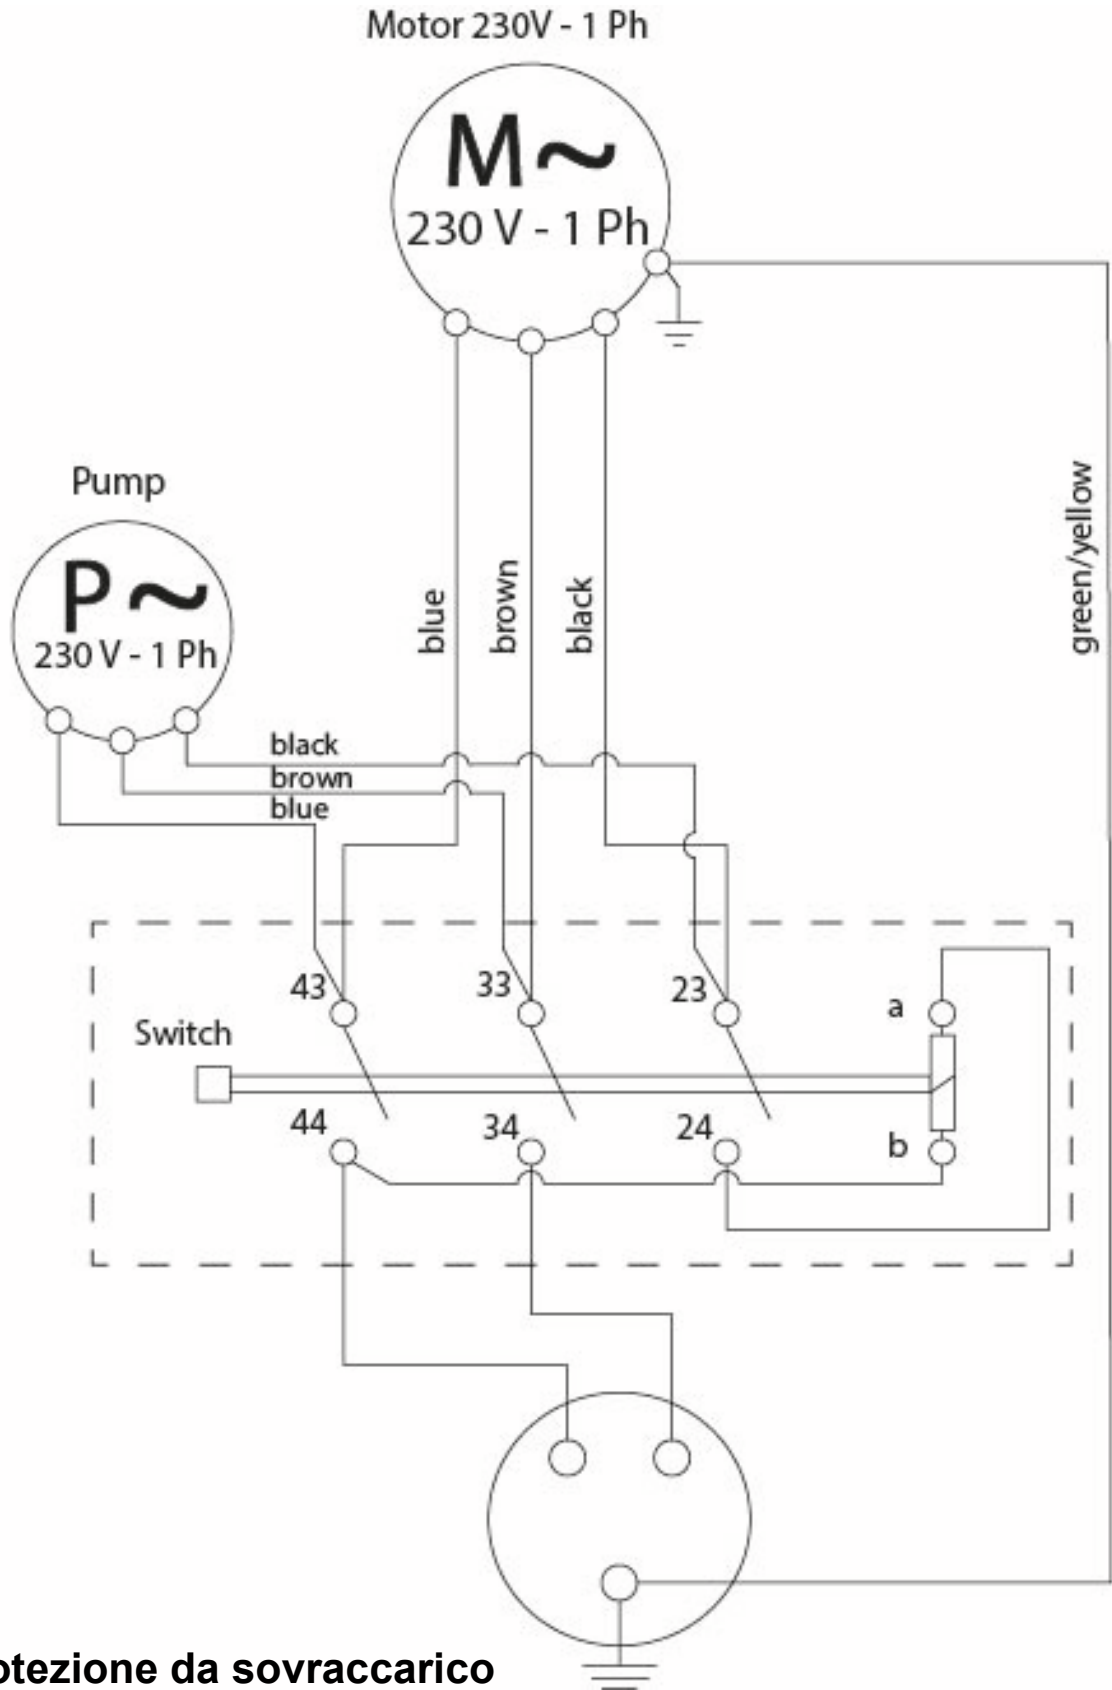 Motor 230V - 1 Ph
M~
230 V - 1 Ph
Pump
P~
230 V - 1 Ph
blue
brown
black
green/yellow
black
brown
blue
43
33
23
a
Switch
44
34
24
b
otezione da sovraccarico